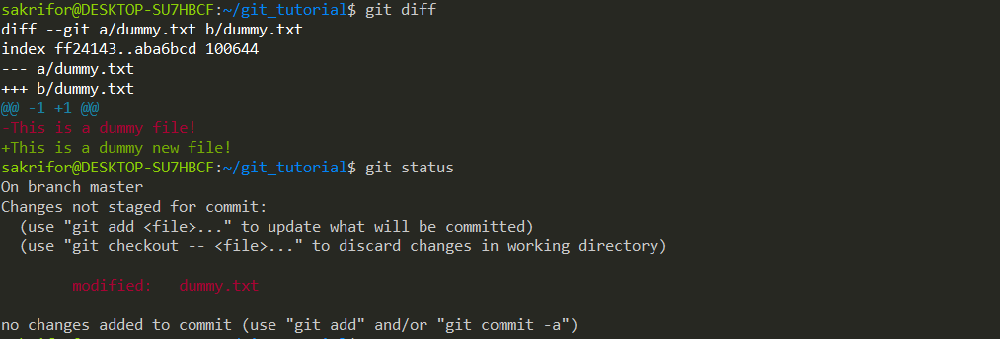 sakrifor@DESKTOP-SU7HBCF:~/git_tutorial$ git diff
diff --git a/dummy.txt b/dummy.txt
index ff24143..aba6bcd 100644
--- a/dummy.txt
+++ b/dummy.txt
@@ -1 +1 @@
-This is a dummy file!
+This is a dummy new file!
sakrifor@DESKTOP-SU7HBCF:~/git_tutorial$ git status
On branch master
Changes not staged for commit:
  (use "git add <file>..." to update what will be committed)
  (use "git checkout -- <file>..." to discard changes in working directory)
        modified:   dummy.txt
no changes added to commit (use "git add" and/or "git commit -a")